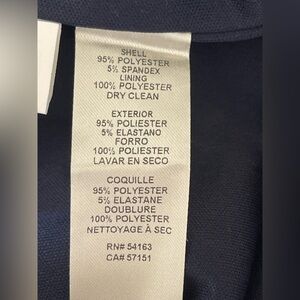 SHELL
95% POLYESTER
5% SPANDEX
LINING
100% POLYESTER
DRY CLEAN
EXTERIOR
95% POLIESTER
5% ELASTANO
FORRO
100% POLIESTER
LAVAR EN SECO
COQUILLE
95% POLYESTER
5% ELASTANE
DOUBLURE
100% POLYESTER
NETTOYAGE À SEC
RN# 54163
CA# 57151